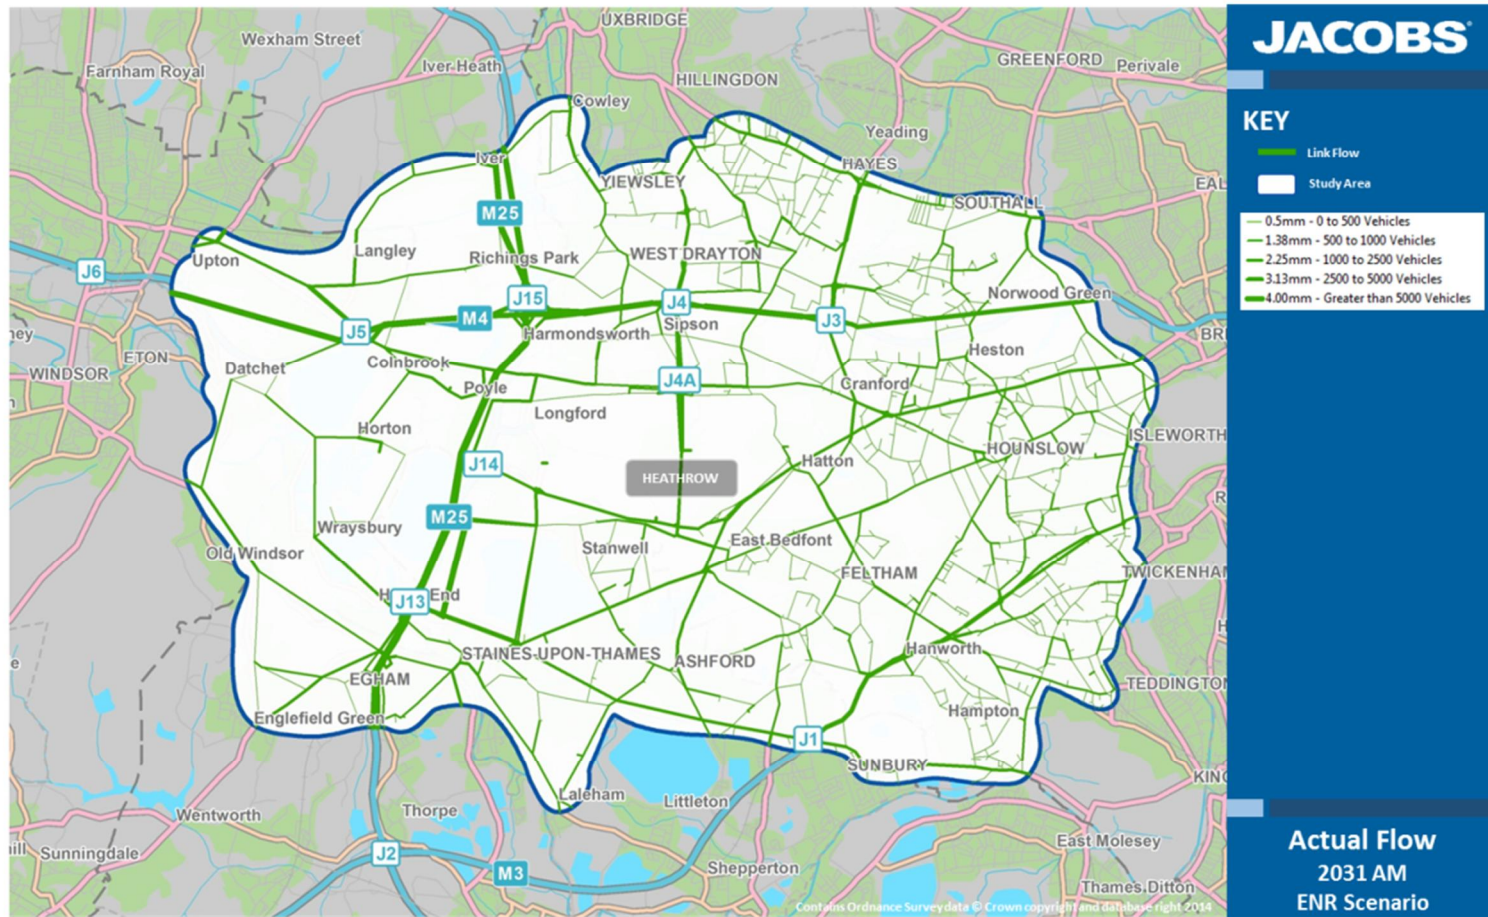 UXBRIDGE
Wexham Street
Iver Heath
Farnham Royal
HILLINGDON
GREENFORD
Perivale
Cowley
Yeading
Iver
HAYES
YIEWSLEY
EAL
SOUTHALL
M25
Langley
Upton
Richings Park
WEST DRAYTON
J6
Norwood Green
J15
J4
M4
J3
J5
Sipson
Harmondsworth
BRI
ETON
Heston
Datchet
Colnbrook
WINDSOR
J4A
Cranford
Poyle
Longford
Horton
ISLEWORTH
HOUNSLOW
J14
Hatton
HEATHROW
M25
Wraysbury
East Bedfont
Stanwell
Old Windsor
FELTHAM
TWICKENHAM
J13
End
Hanworth
STAINES-UPON-THAMES
ASHFORD
EGHAM
TEDDINGTON
Hampton
Englefield Green
J1
SUNBURY
KING
Laleham
Littleton
Thorpe
Wentworth
East Molesey
Sunningdale
J2
M3
Shepperton
Thames Ditton
Contains Ordnance Survey data © Crown copyright and database right 2014
JACOBS
KEY
Link Flow
Study Area
0.5mm - 0 to 500 Vehicles
1.38mm - 500 to 1000 Vehicles
2.25mm - 1000 to 2500 Vehicles
3.13mm - 2500 to 5000 Vehicles
4.00mm - Greater than 5000 Vehicles
Actual Flow
2031 AM
ENR Scenario